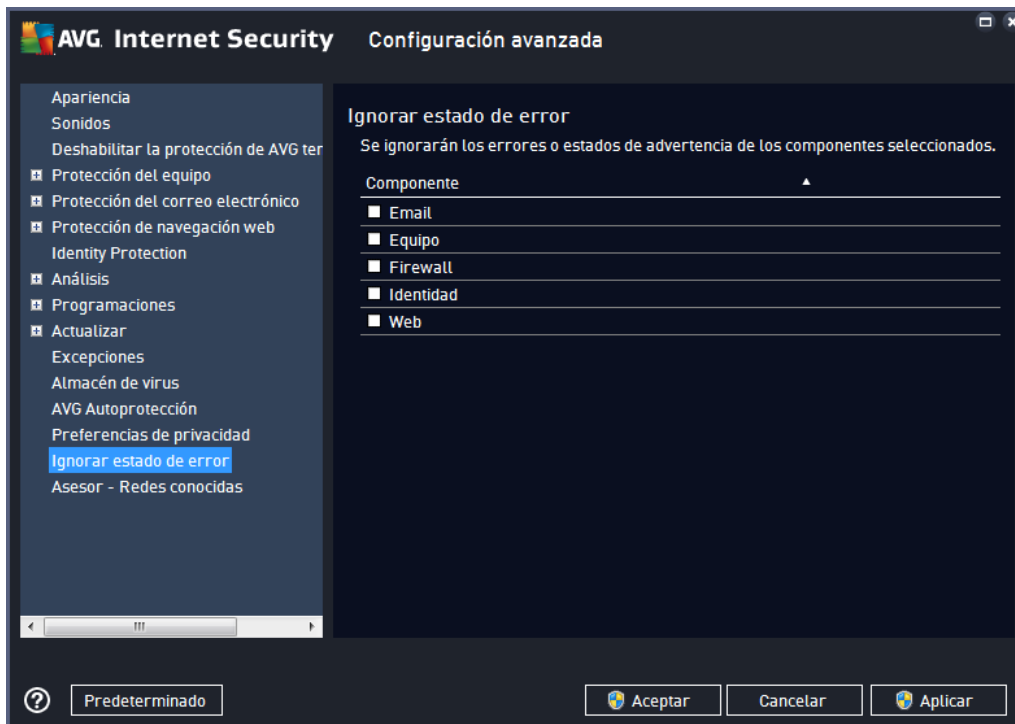 AVG Internet Security Configuración avanzada
Apariencia
Sonidos
Deshabilitar la protección de AVG ter
Protección del equipo
Protección del correo electrónico
Protección de navegación web
Identity Protection
Análisis
Programaciones
Actualizar
Excepciones
Almacén de virus
AVG Autoprotección
Preferencias de privacidad
Ignorar estado de error
Asesor - Redes conocidas
Ignorar estado de error
Se ignorarán los errores o estados de advertencia de los componentes seleccionados.
Componente
Email
Equipo
Firewall
Identidad
Web
Predeterminado
Aceptar
Cancelar
Aplicar